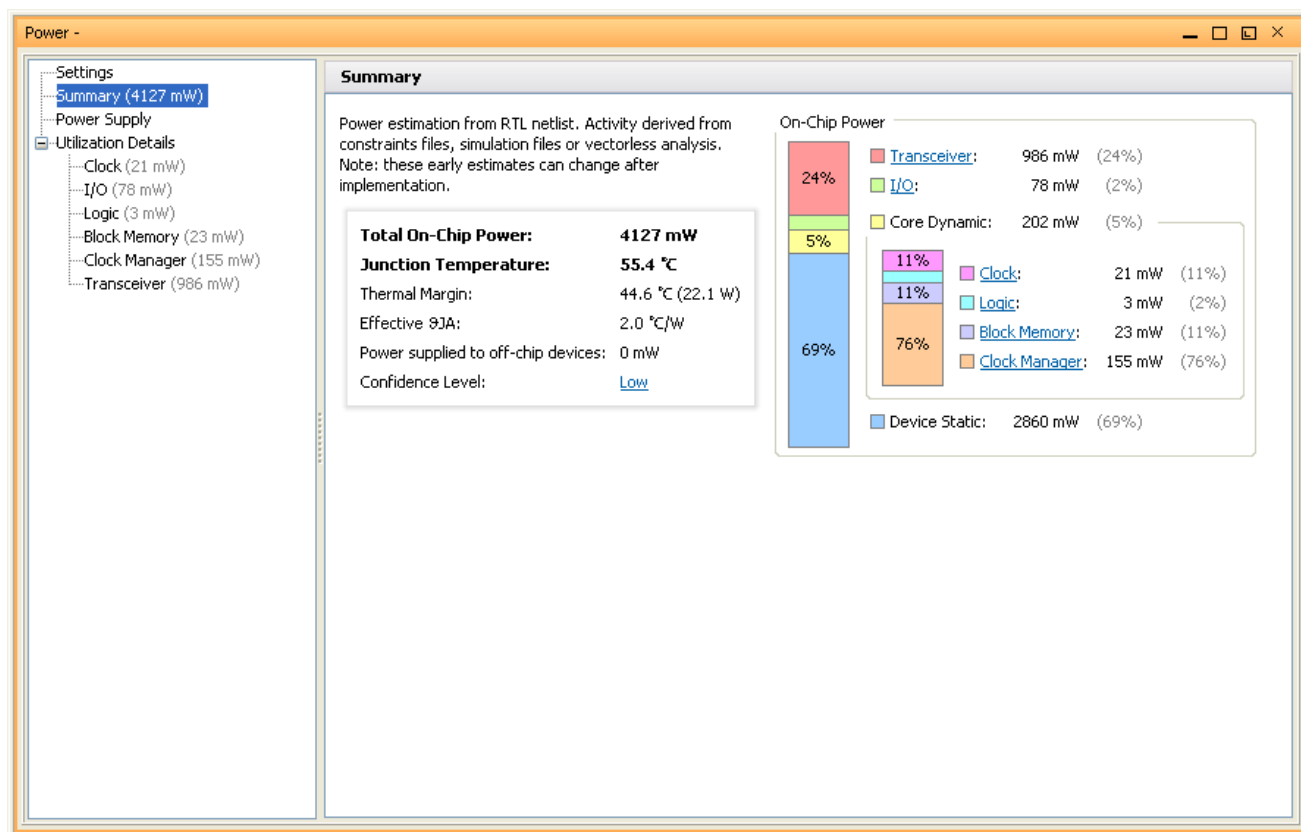 Power -
Settings
Summary (4127 mW)
Power Supply
Utilization Details
Clock (21 mW)
I/O (78 mW)
Logic (3 mW)
Block Memory (23 mW)
Clock Manager (155 mW)
Transceiver (986 mW)
Summary
Power estimation from RTL netlist. Activity derived from
constraints files, simulation files or vectorless analysis.
Note: these early estimates can change after
implementation.
Total On-Chip Power: 4127 mW
Junction Temperature: 55.4 °C
Thermal Margin: 44.6 °C (22.1 W)
Effective ϑJA: 2.0 °C/W
Power supplied to off-chip devices: 0 mW
Confidence Level: Low
On-Chip Power
24%
5%
69%
Transceiver: 986 mW (24%)
I/O: 78 mW (2%)
Core Dynamic: 202 mW (5%)
11%
11%
76%
Clock: 21 mW (11%)
Logic: 3 mW (2%)
Block Memory: 23 mW (11%)
Clock Manager: 155 mW (76%)
Device Static: 2860 mW (69%)